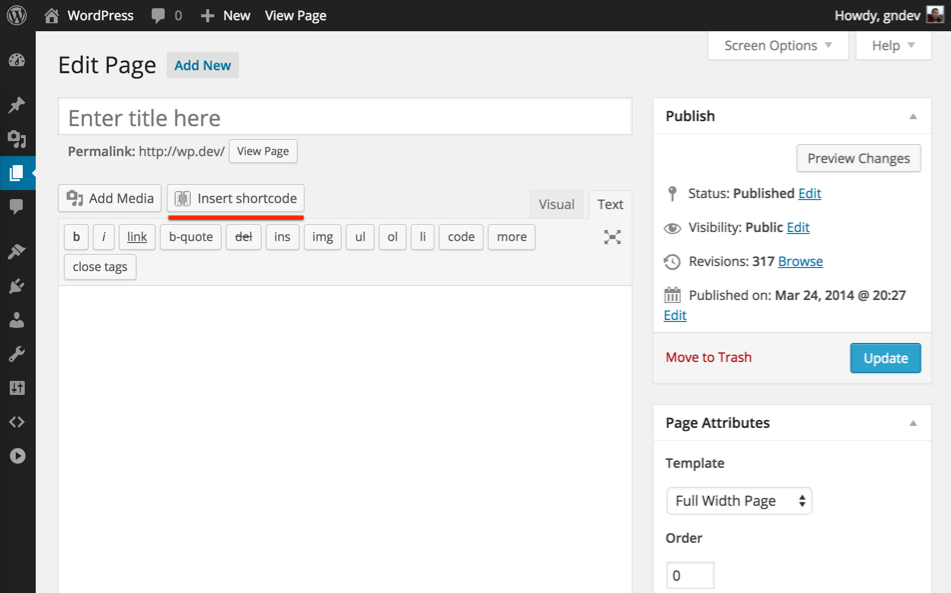 WordPress 0 New View Page Howdy, gndev
Screen Options Help
Edit Page Add New
Enter title here
Permalink: http://wp.dev/ View Page
Add Media Insert shortcode
Visual Text
b i link b-quote del ins img ul ol li code more
close tags
Publish
Preview Changes
Status: Published Edit
Visibility: Public Edit
Revisions: 317 Browse
Published on: Mar 24, 2014 @ 20:27
Edit
Move to Trash Update
Page Attributes
Template
Full Width Page
Order
0